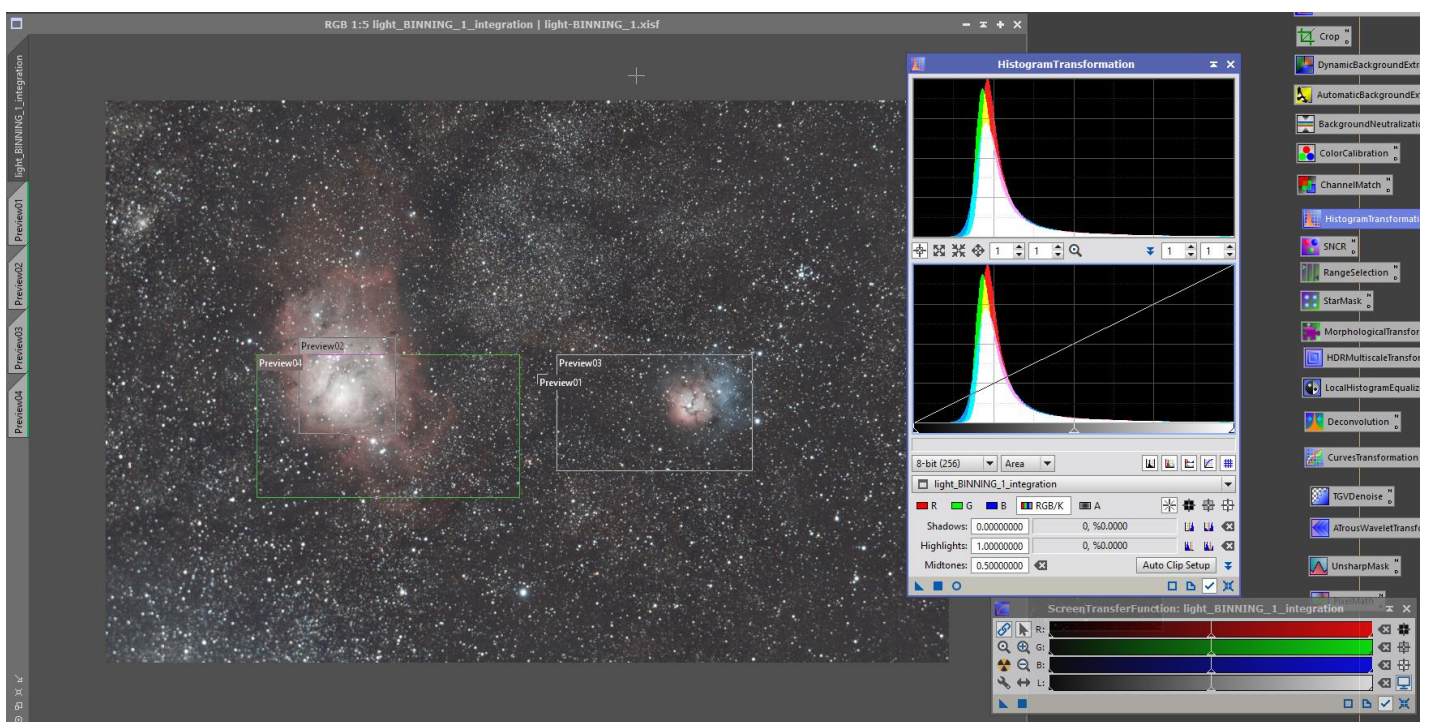 RGB 1:5 light_BINNING_1_integration | light-BINNING_1.xisf
light_BINNING_1_integration
Preview01
Preview02
Preview03
Preview04
Preview02
Preview04
Preview03
Preview01
HistogramTransformation
1
1
1
1
8-bit (256)
Area
light_BINNING_1_integration
R G B RGB/K A
Shadows: 0.00000000 0, %0.0000
Highlights: 1.00000000 0, %0.0000
Midtones: 0.50000000 Auto Clip Setup
ScreenTransferFunction: light_BINNING_1_integration
R:
G:
B:
L:
Crop
DynamicBackgroundExtr
AutomaticBackgroundEx
BackgroundNeutralizatio
ColorCalibration
ChannelMatch
HistogramTransformati
SNCR
RangeSelection
StarMask
MorphologicalTransfor
HDRMultiscaleTransfor
LocalHistogramEqualiz
Deconvolution
CurvesTransformation
TGVDenoise
ATrousWaveletTransfo
UnsharpMask
PixelMath